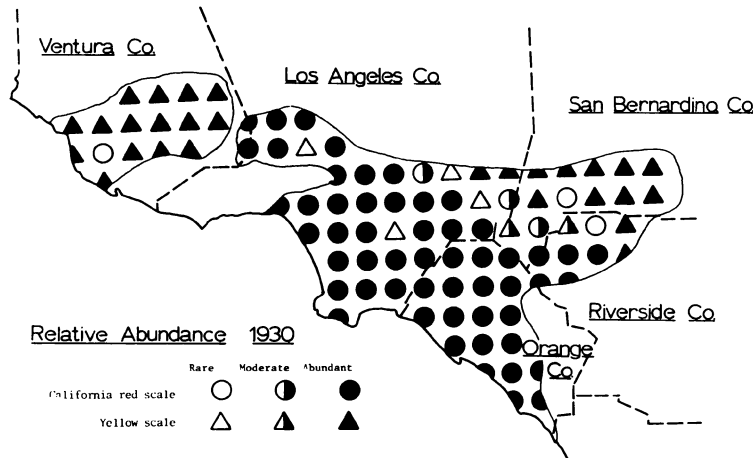 Ventura Co.
Los Angeles Co.
San Bernardino Co.
Riverside Co.
Orange Co.
Relative Abundance 1930
Rare Moderate Abundant
California red scale
Yellow scale